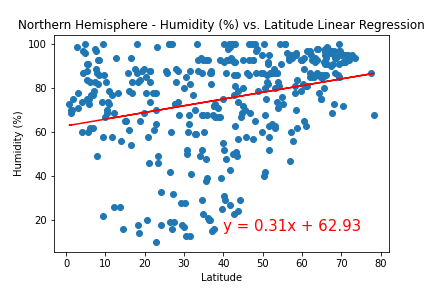 Northern Hemisphere - Humidity (%) vs. Latitude Linear Regression
100
80
60
40
20
Humidity (%)
y = 0.31x + 62.93
0 10 20 30 40 50 60 70 80
Latitude